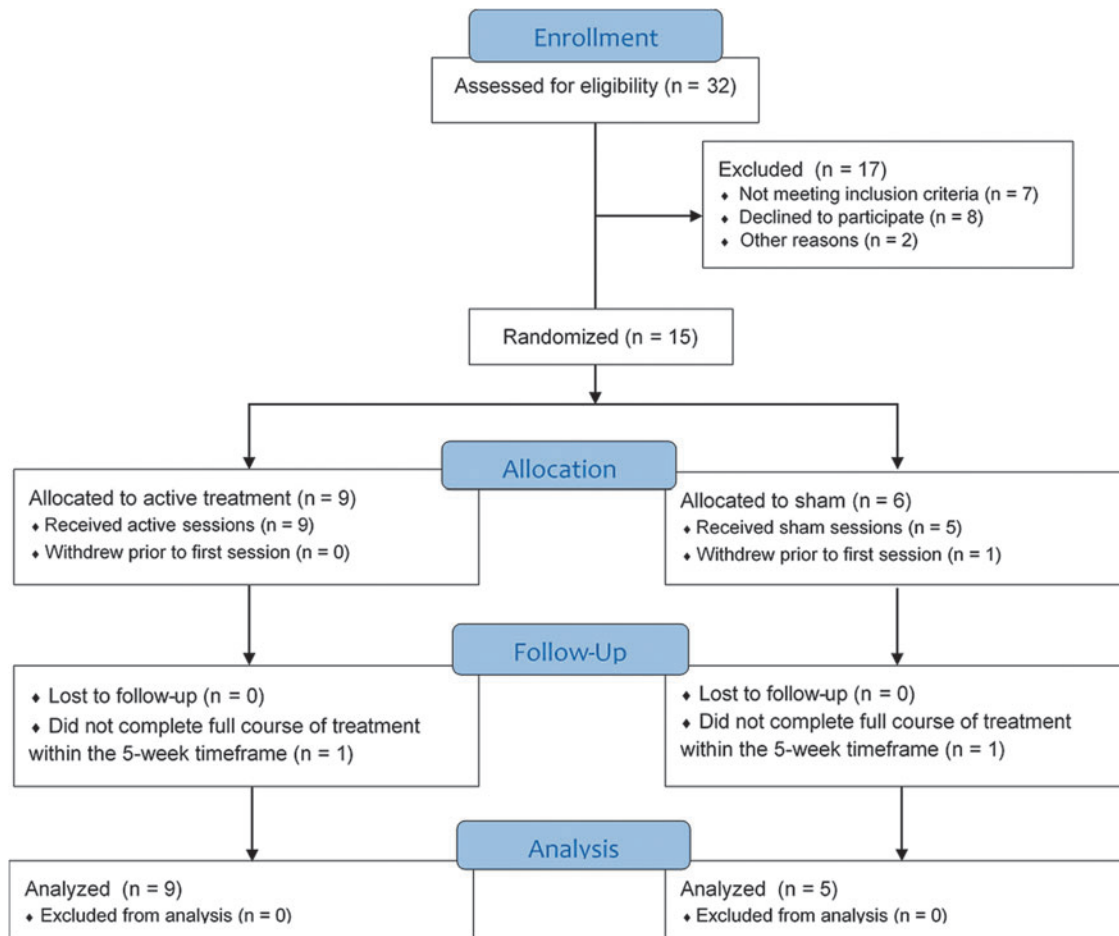 Enrollment
Assessed for eligibility (n = 32)
Excluded (n = 17)
♦ Not meeting inclusion criteria (n = 7)
♦ Declined to participate (n = 8)
♦ Other reasons (n = 2)
Randomized (n = 15)
Allocation
Allocated to active treatment (n = 9)
♦ Received active sessions (n = 9)
♦ Withdrew prior to first session (n = 0)
Allocated to sham (n = 6)
♦ Received sham sessions (n = 5)
♦ Withdrew prior to first session (n = 1)
Follow-Up
♦ Lost to follow-up (n = 0)
♦ Did not complete full course of treatment
within the 5-week timeframe (n = 1)
♦ Lost to follow-up (n = 0)
♦ Did not complete full course of treatment
within the 5-week timeframe (n = 1)
Analysis
Analyzed (n = 9)
♦ Excluded from analysis (n = 0)
Analyzed (n = 5)
♦ Excluded from analysis (n = 0)